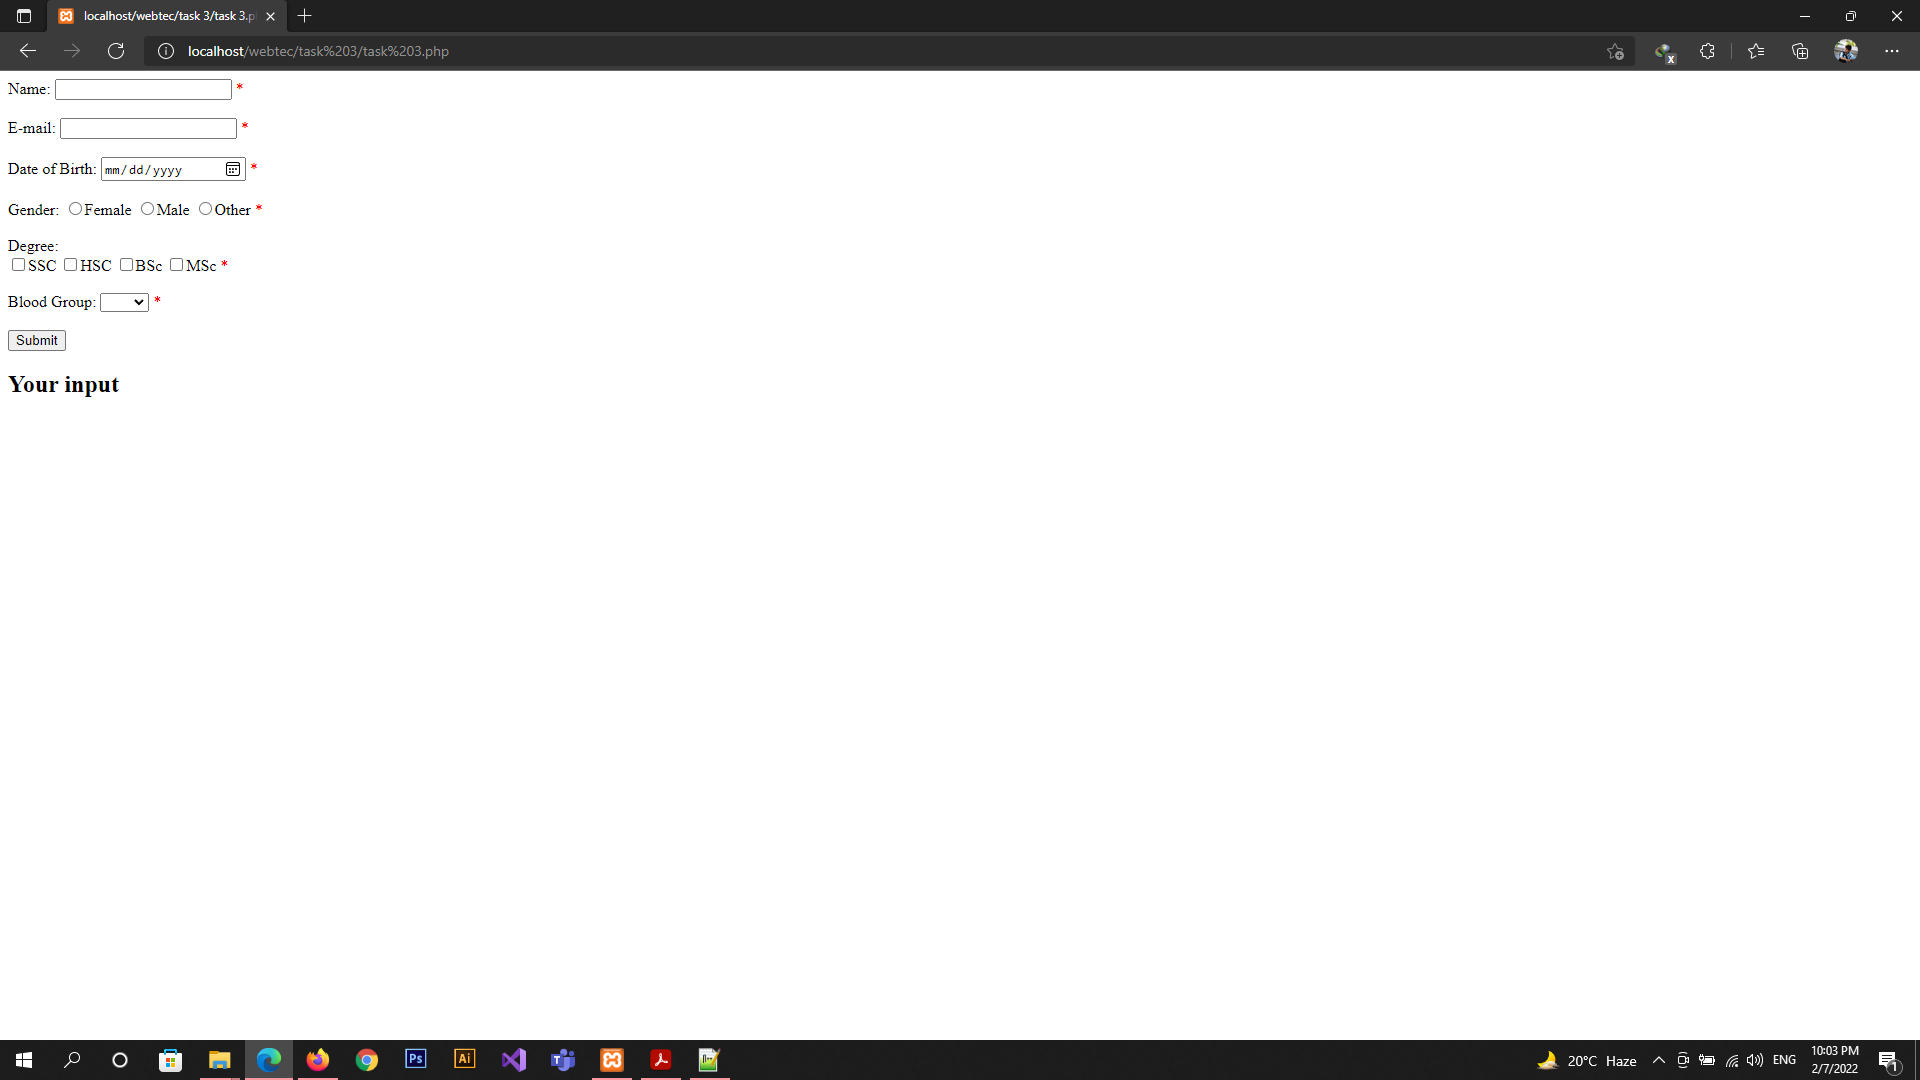 localhost/webtec/task 3/task 3.p
localhost/webtec/task%203/task%203.php
x
Name: *
E-mail: *
Date of Birth: mm/dd/yyyy *
Gender: Female Male Other *
Degree:
SSC HSC BSc MSc *
Blood Group: *
Submit
Your input
Ps Ai 20°C Haze ENG 10:03 PM
2/7/2022
1